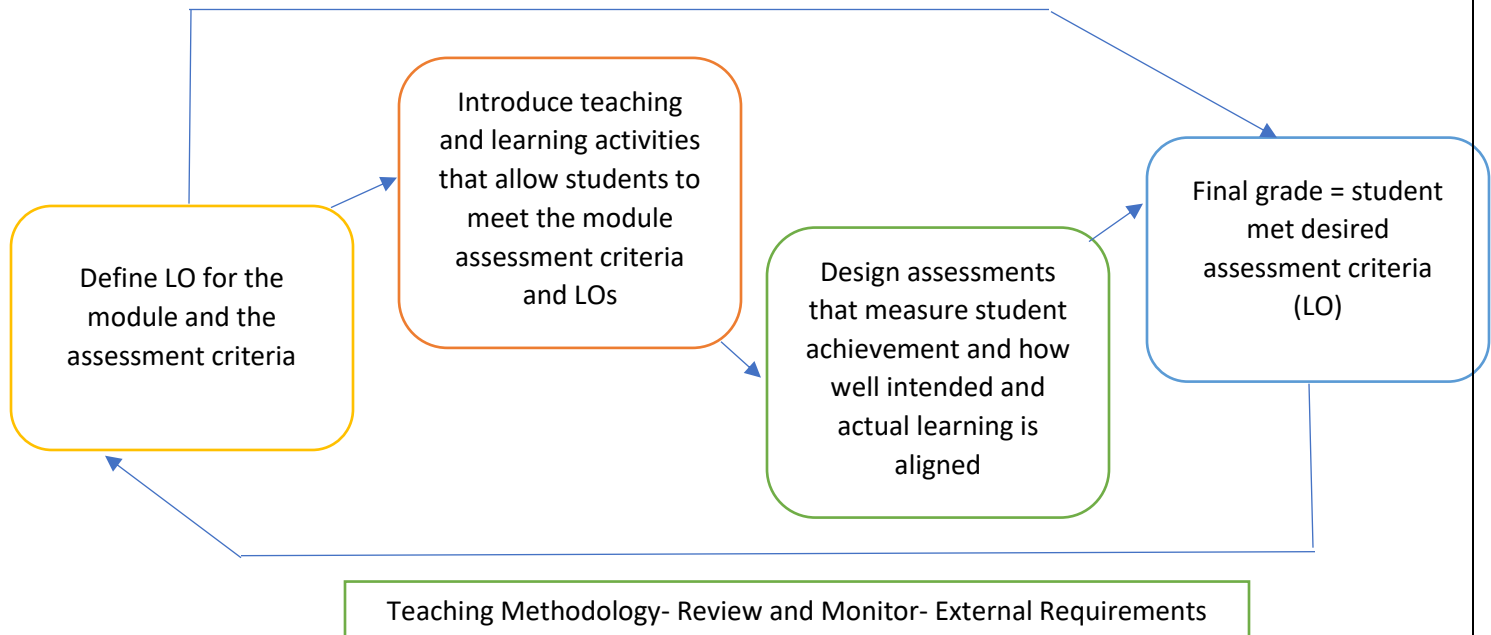 Define LO for the
module and the
assessment criteria
Introduce teaching
and learning activities
that allow students to
meet the module
assessment criteria
and LOs
Design assessments
that measure student
achievement and how
well intended and
actual learning is
aligned
Final grade = student
met desired
assessment criteria
(LO)
Teaching Methodology- Review and Monitor- External Requirements